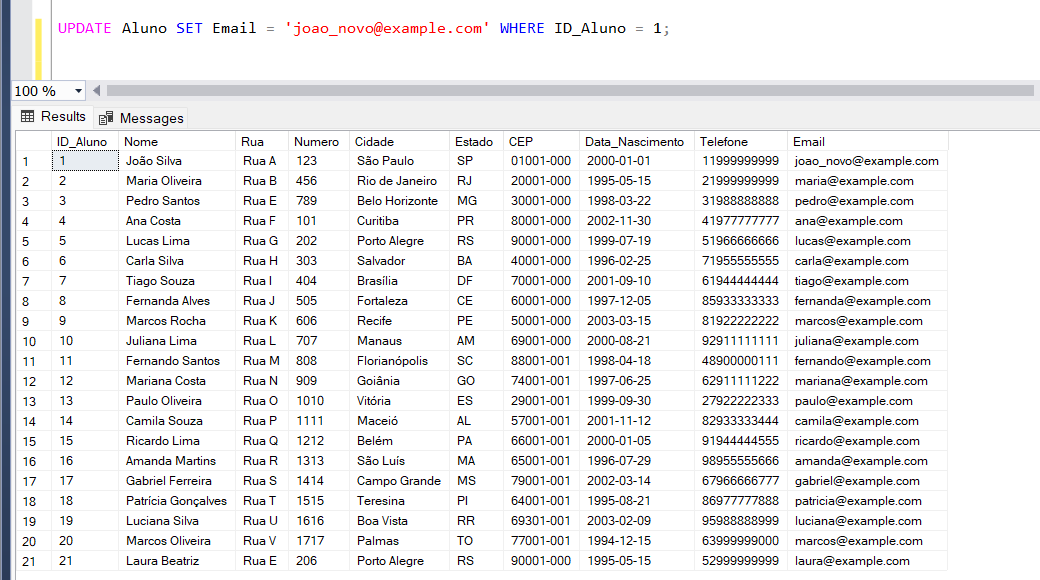 UPDATE Aluno SET Email = 'joao_novo@example.com' WHERE ID_Aluno = 1;
100 %
Results Messages
ID_Aluno Nome Rua Numero Cidade Estado CEP Data_Nascimento Telefone Email
1 1 João Silva Rua A 123 São Paulo SP 01001-000 2000-01-01 11999999999 joao_novo@example.com
2 2 Maria Oliveira Rua B 456 Rio de Janeiro RJ 20001-000 1995-05-15 21999999999 maria@example.com
3 3 Pedro Santos Rua E 789 Belo Horizonte MG 30001-000 1998-03-22 31988888888 pedro@example.com
4 4 Ana Costa Rua F 101 Curitiba PR 80001-000 2002-11-30 41977777777 ana@example.com
5 5 Lucas Lima Rua G 202 Porto Alegre RS 90001-000 1999-07-19 51966666666 lucas@example.com
6 6 Carla Silva Rua H 303 Salvador BA 40001-000 1996-02-25 71955555555 carla@example.com
7 7 Tiago Souza Rua I 404 Brasília DF 70001-000 2001-09-10 61944444444 tiago@example.com
8 8 Fernanda Alves Rua J 505 Fortaleza CE 60001-000 1997-12-05 85933333333 fernanda@example.com
9 9 Marcos Rocha Rua K 606 Recife PE 50001-000 2003-03-15 81922222222 marcos@example.com
10 10 Juliana Lima Rua L 707 Manaus AM 69001-000 2000-08-21 92911111111 juliana@example.com
11 11 Fernando Santos Rua M 808 Florianópolis SC 88001-001 1998-04-18 48900000111 fernando@example.com
12 12 Mariana Costa Rua N 909 Goiânia GO 74001-001 1997-06-25 62911111222 mariana@example.com
13 13 Paulo Oliveira Rua O 1010 Vitória ES 29001-001 1999-09-30 27922222333 paulo@example.com
14 14 Camila Souza Rua P 1111 Maceió AL 57001-001 2001-11-12 82933333444 camila@example.com
15 15 Ricardo Lima Rua Q 1212 Belém PA 66001-001 2000-01-05 91944444555 ricardo@example.com
16 16 Amanda Martins Rua R 1313 São Luís MA 65001-001 1996-07-29 98955555666 amanda@example.com
17 17 Gabriel Ferreira Rua S 1414 Campo Grande MS 79001-001 2002-03-14 67966666777 gabriel@example.com
18 18 Patrícia Gonçalves Rua T 1515 Teresina PI 64001-001 1995-08-21 86977777888 patricia@example.com
19 19 Luciana Silva Rua U 1616 Boa Vista RR 69301-001 2003-02-09 95988888999 luciana@example.com
20 20 Marcos Oliveira Rua V 1717 Palmas TO 77001-001 1994-12-15 63999999000 marcos@example.com
21 21 Laura Beatriz Rua E 206 Porto Alegre RS 90001-000 1995-05-15 52999999999 laura@example.com